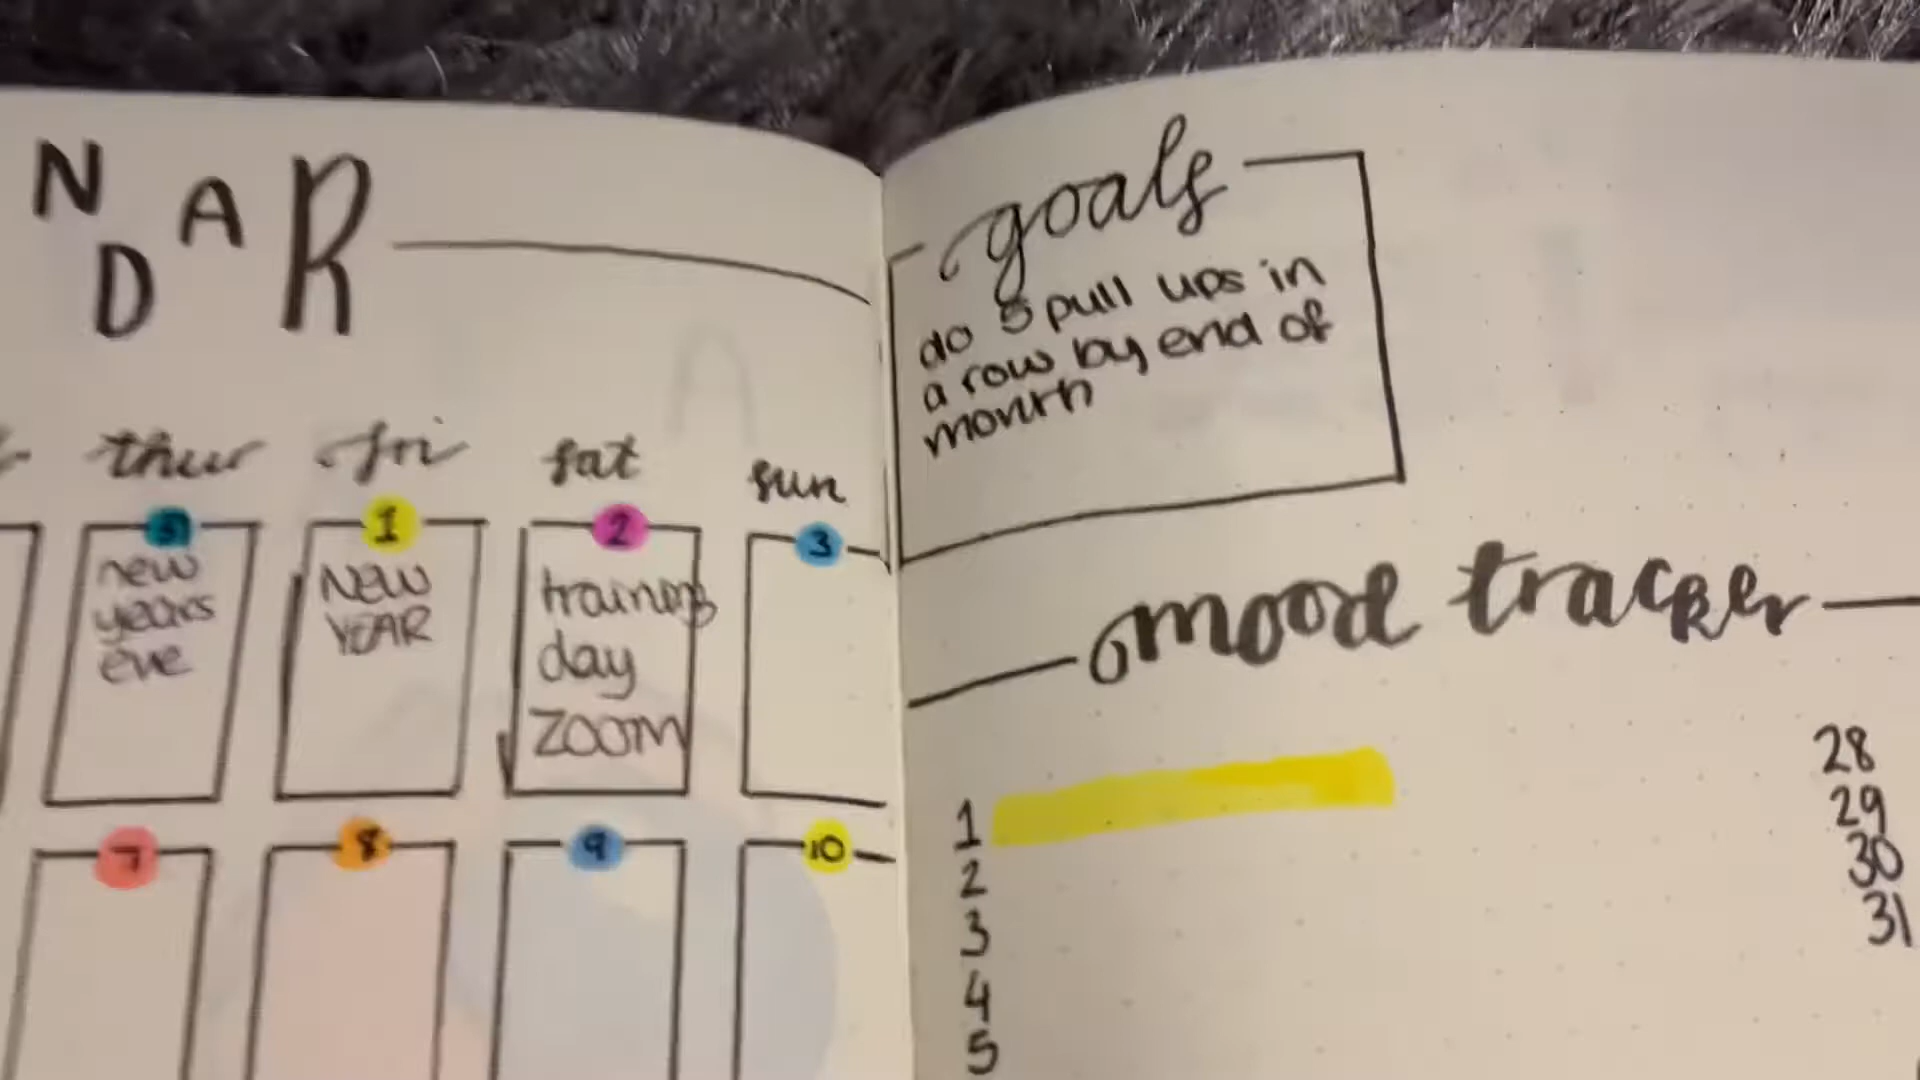 N
D
A
R
thur fri sat sun
31 1 2 3
new
years
eve
NEW
YEAR
training
day
ZOOM
7 8 9 10
goals
do 5 pull ups in
a row by end of
month
mood tracker
1
2
3
4
5
28
29
30
31